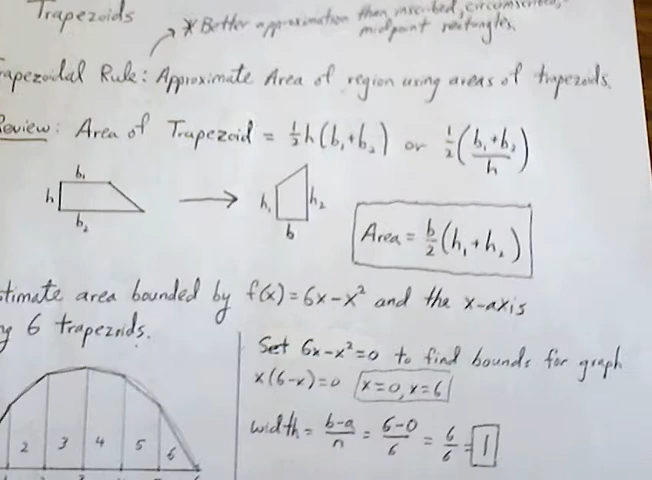 Trapezoids
* Better approximation than inscribed, circumscribed,
midpoint rectangles.
rapezoidal Rule: Approximate Area of region using areas of trapezoids.
Review: Area of Trapezoid = 1/2 h (b₁+b₂) or 1/2 ((b₁+b₂)/h)
b₁
h
b₂
h₁ h₂
b
Area = b/2 (h₁+h₂)
stimate area bounded by f(x)=6x-x² and the x-axis
g 6 trapezoids.
Set 6x-x²=0 to find bounds for graph
x(6-x)=0 x=0, x=6
width = (b-a)/n = (6-0)/6 = 6/6 = 1
2 3 4 5 6